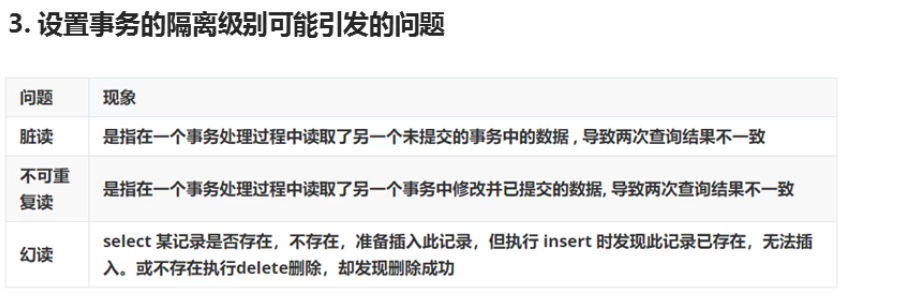 3. 设置事务的隔离级别可能引发的问题
问题 现象
脏读 是指在一个事务处理过程中读取了另一个未提交的事务中的数据 , 导致两次查询结果不一致
不可重
复读 是指在一个事务处理过程中读取了另一个事务中修改并已提交的数据, 导致两次查询结果不一致
幻读 select 某记录是否存在，不存在，准备插入此记录，但执行 insert 时发现此记录已存在，无法插
入。或不存在执行delete删除，却发现删除成功